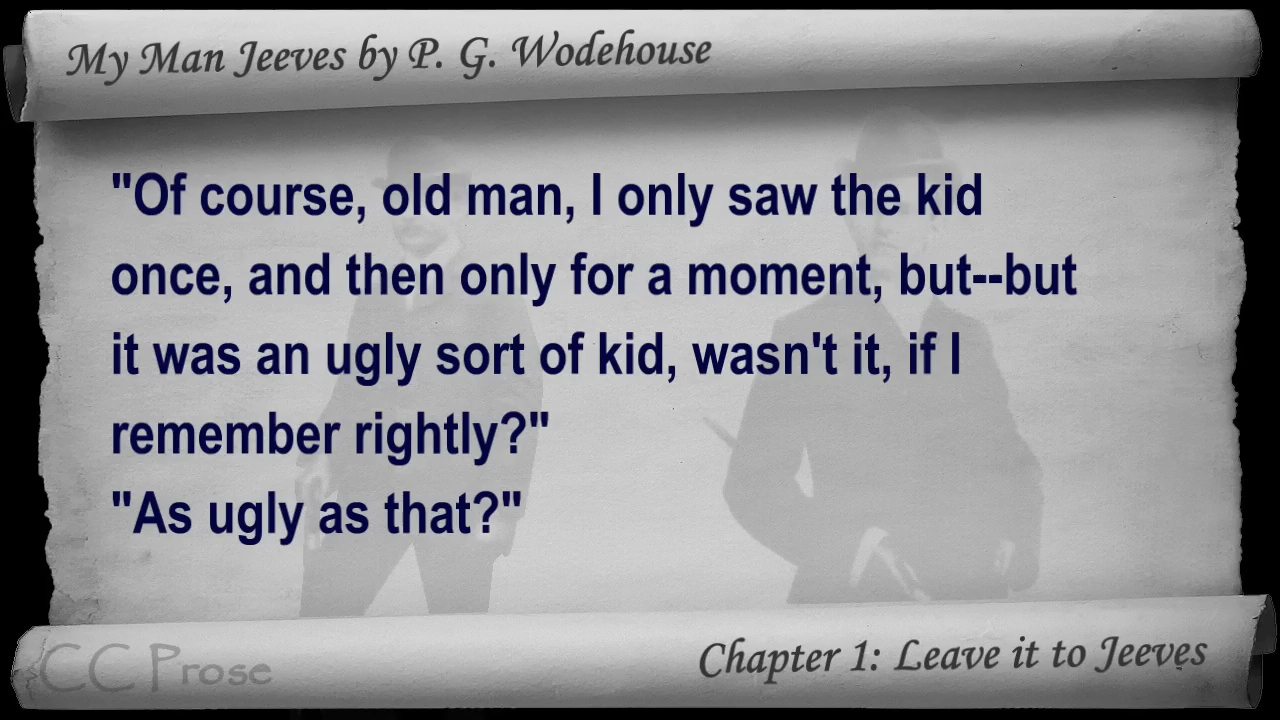 My Man Jeeves by P. G. Wodehouse
"Of course, old man, I only saw the kid
once, and then only for a moment, but--but
it was an ugly sort of kid, wasn't it, if I
remember rightly?"
"As ugly as that?"
CC Prose
Chapter 1: Leave it to Jeeves